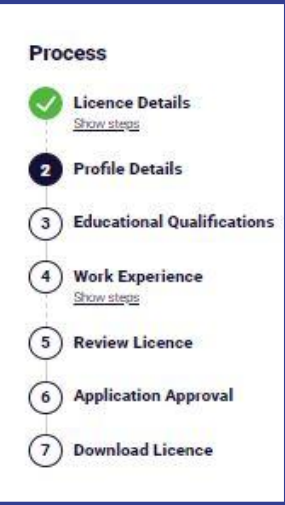 Process
Licence Details
Show steps
2 Profile Details
3 Educational Qualifications
4 Work Experience
Show steps
5 Review Licence
6 Application Approval
7 Download Licence